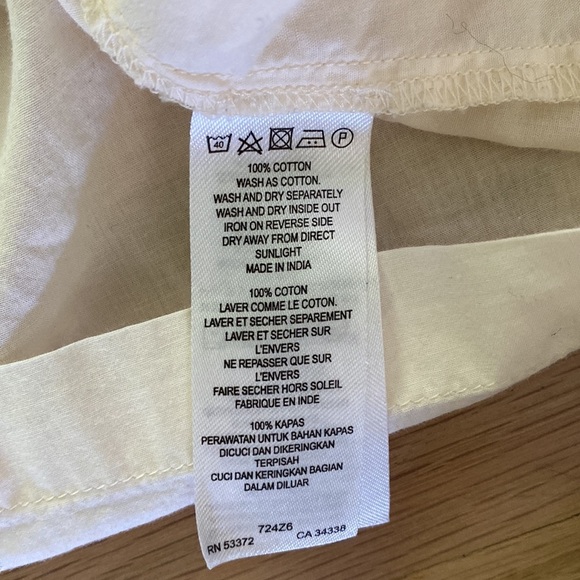 40 P
100% COTTON
WASH AS COTTON.
WASH AND DRY SEPARATELY
WASH AND DRY INSIDE OUT
IRON ON REVERSE SIDE
DRY AWAY FROM DIRECT
SUNLIGHT
MADE IN INDIA
100% COTON
LAVER COMME LE COTON.
LAVER ET SECHER SEPAREMENT
LAVER ET SECHER SUR
L'ENVERS
NE REPASSER QUE SUR
L'ENVERS
FAIRE SECHER HORS SOLEIL
FABRIQUE EN INDE
100% KAPAS
PERAWATAN UNTUK BAHAN KAPAS
DICUCI DAN DIKERINGKAN
TERPISAH
CUCI DAN KERINGKAN BAGIAN
DALAM DILUAR
724Z6
RN 53372 CA 34338